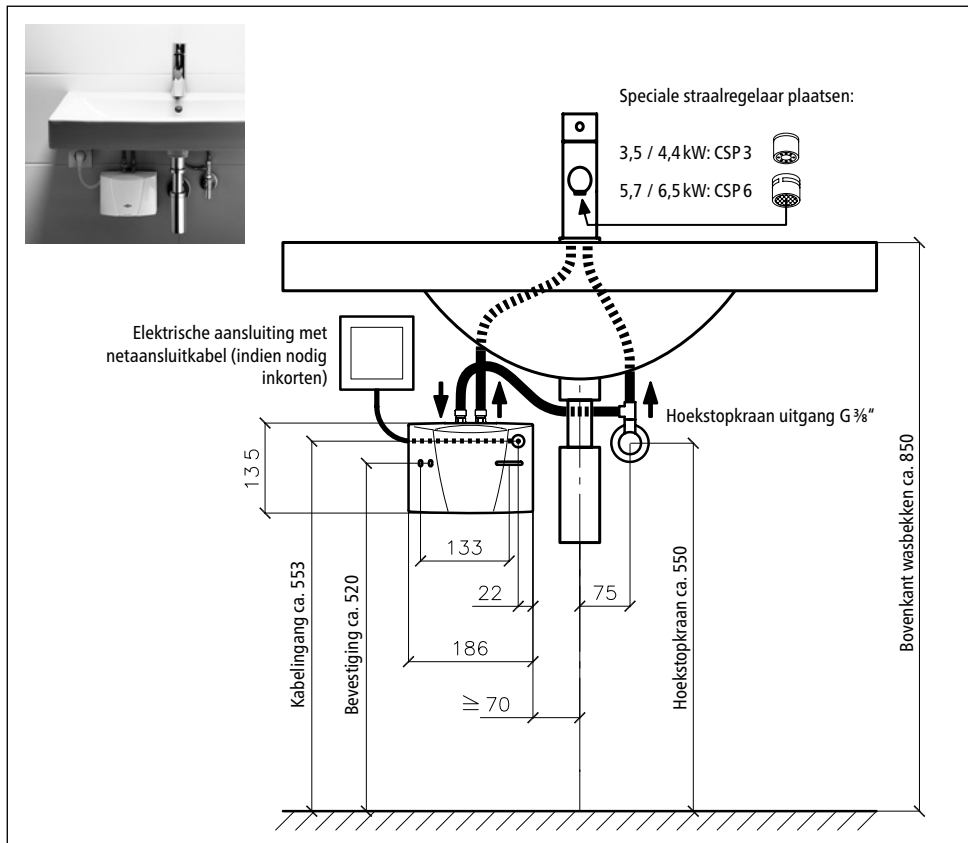 Speciale straalregelaar plaatsen:
3,5 / 4,4 kW: CSP 3
5,7 / 6,5 kW: CSP 6
Elektrische aansluiting met
netaansluitkabel (indien nodig
inkorten)
Hoekstopkraan uitgang G ⅜“
135
133
22
75
186
≥ 70
Kabelingang ca. 553
Bevestiging ca. 520
Hoekstopkraan ca. 550
Bovenkant wasbekken ca. 850